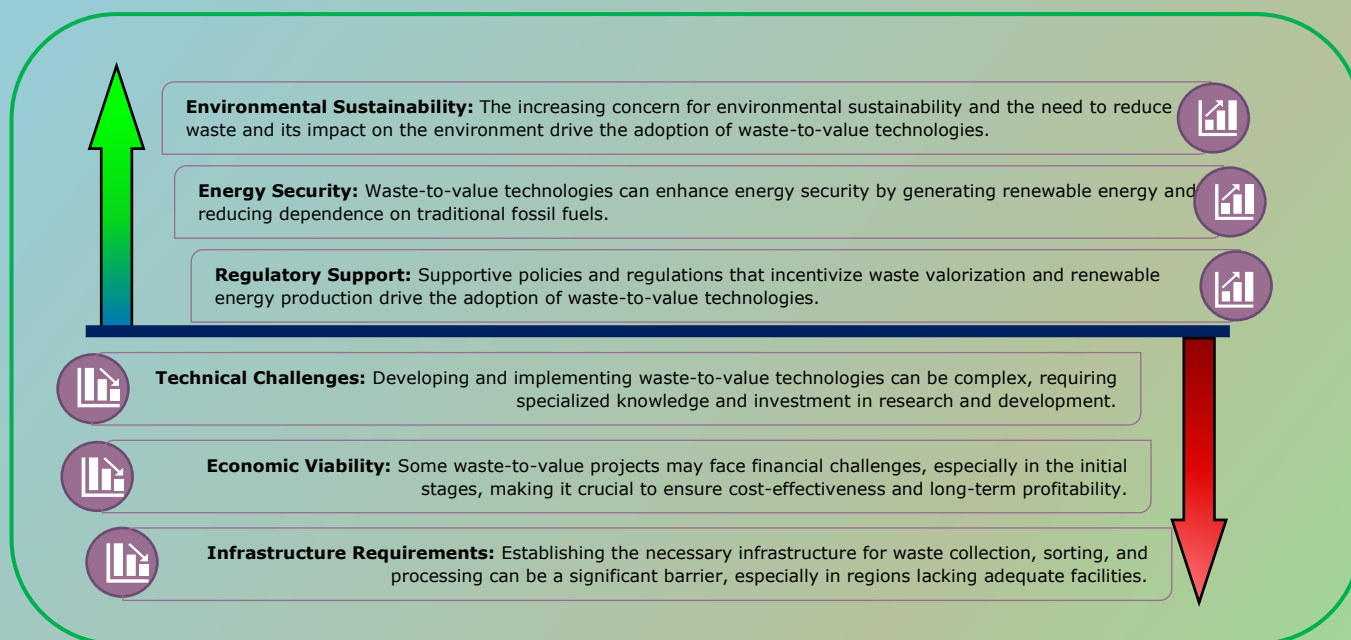 Environmental Sustainability: The increasing concern for environmental sustainability and the need to reduce
waste and its impact on the environment drive the adoption of waste-to-value technologies.
Energy Security: Waste-to-value technologies can enhance energy security by generating renewable energy and
reducing dependence on traditional fossil fuels.
Regulatory Support: Supportive policies and regulations that incentivize waste valorization and renewable
energy production drive the adoption of waste-to-value technologies.
Technical Challenges: Developing and implementing waste-to-value technologies can be complex, requiring
specialized knowledge and investment in research and development.
Economic Viability: Some waste-to-value projects may face financial challenges, especially in the initial
stages, making it crucial to ensure cost-effectiveness and long-term profitability.
Infrastructure Requirements: Establishing the necessary infrastructure for waste collection, sorting, and
processing can be a significant barrier, especially in regions lacking adequate facilities.